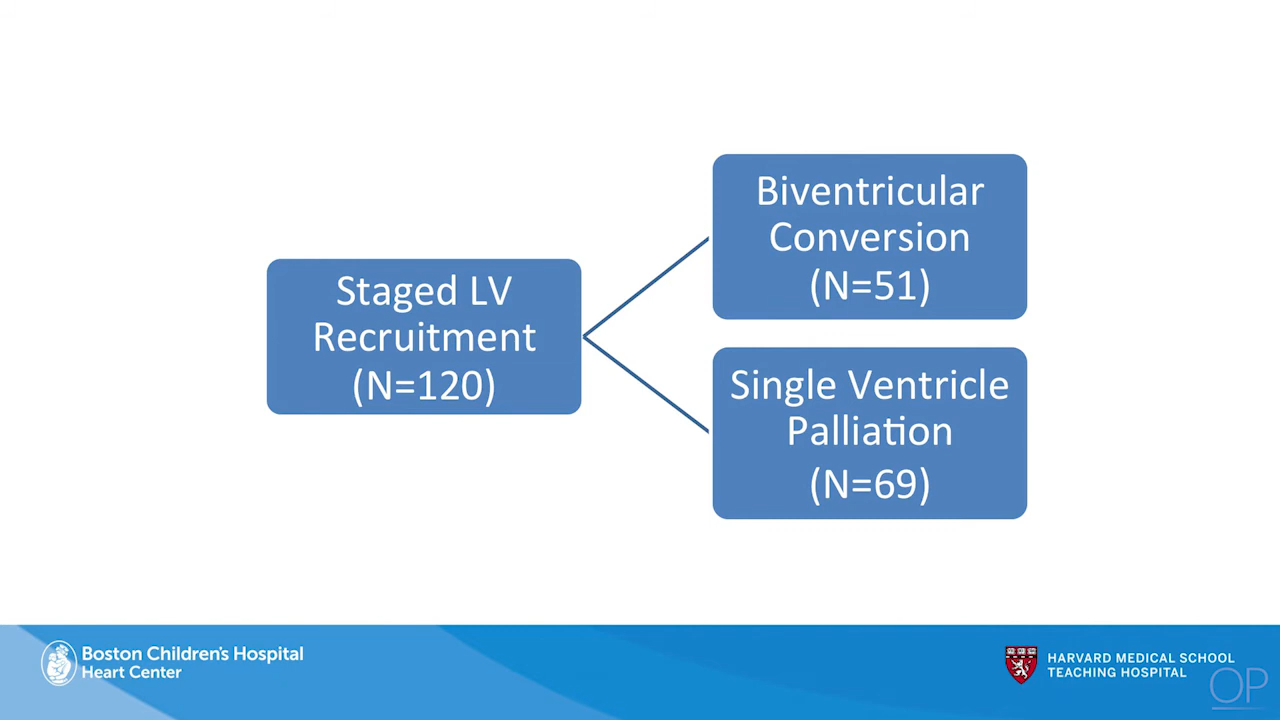 Staged LV
Recruitment
(N=120)
Biventricular
Conversion
(N=51)
Single Ventricle
Palliation
(N=69)
Boston Children's Hospital
Heart Center
HARVARD MEDICAL SCHOOL
TEACHING HOSPITAL
OP